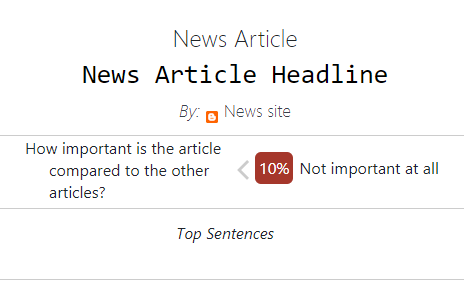 News Article
News Article Headline
By: News site
How important is the article
compared to the other
articles?
10% Not important at all
Top Sentences